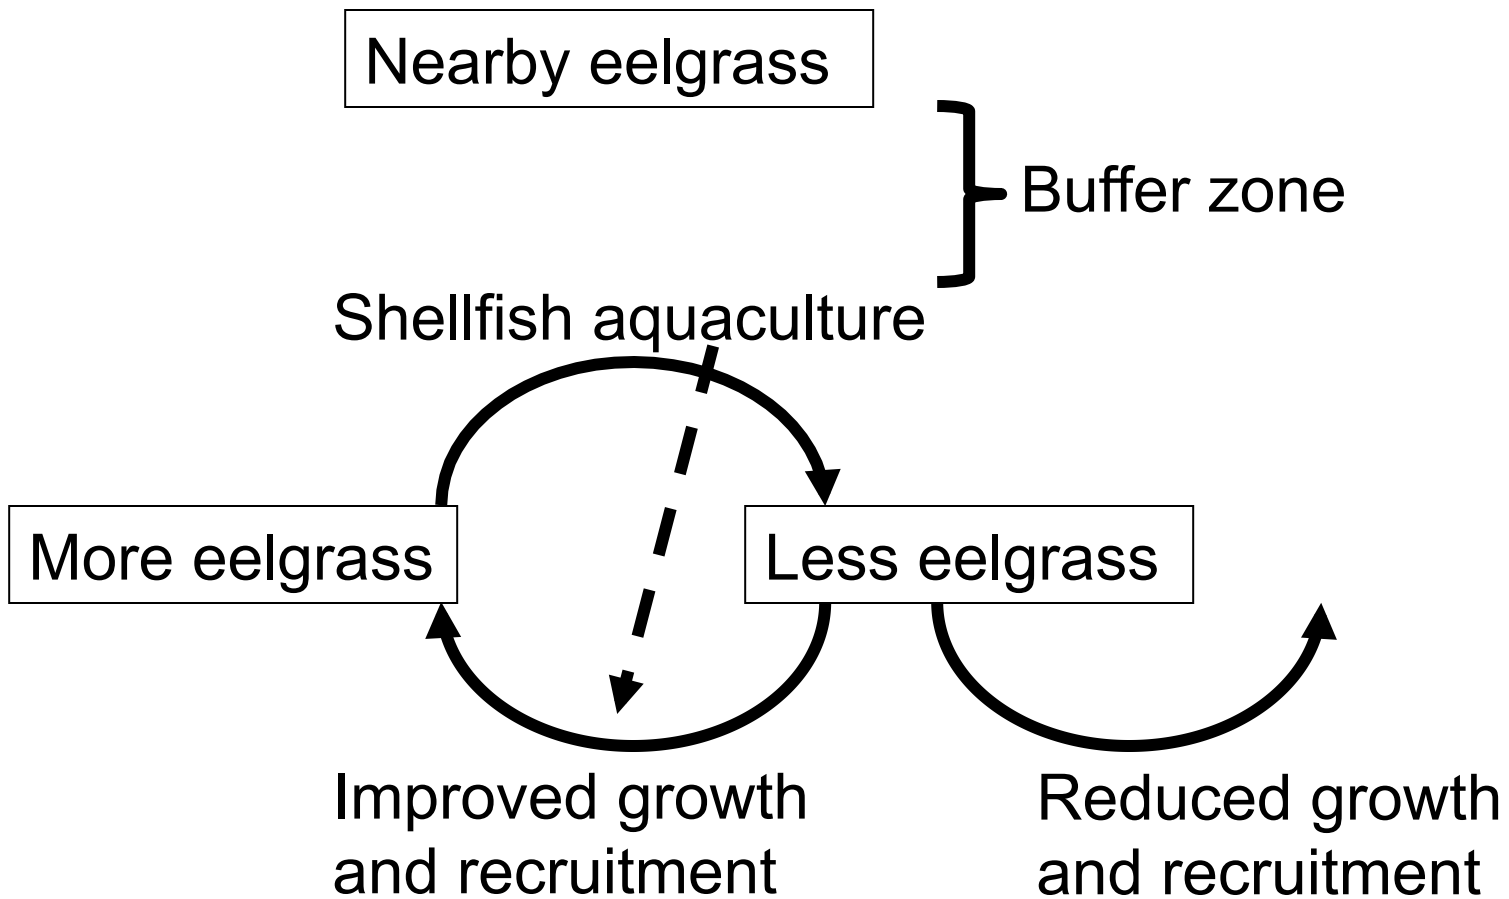 Nearby eelgrass
Buffer zone
Shellfish aquaculture
More eelgrass
Less eelgrass
Improved growth
and recruitment
Reduced growth
and recruitment